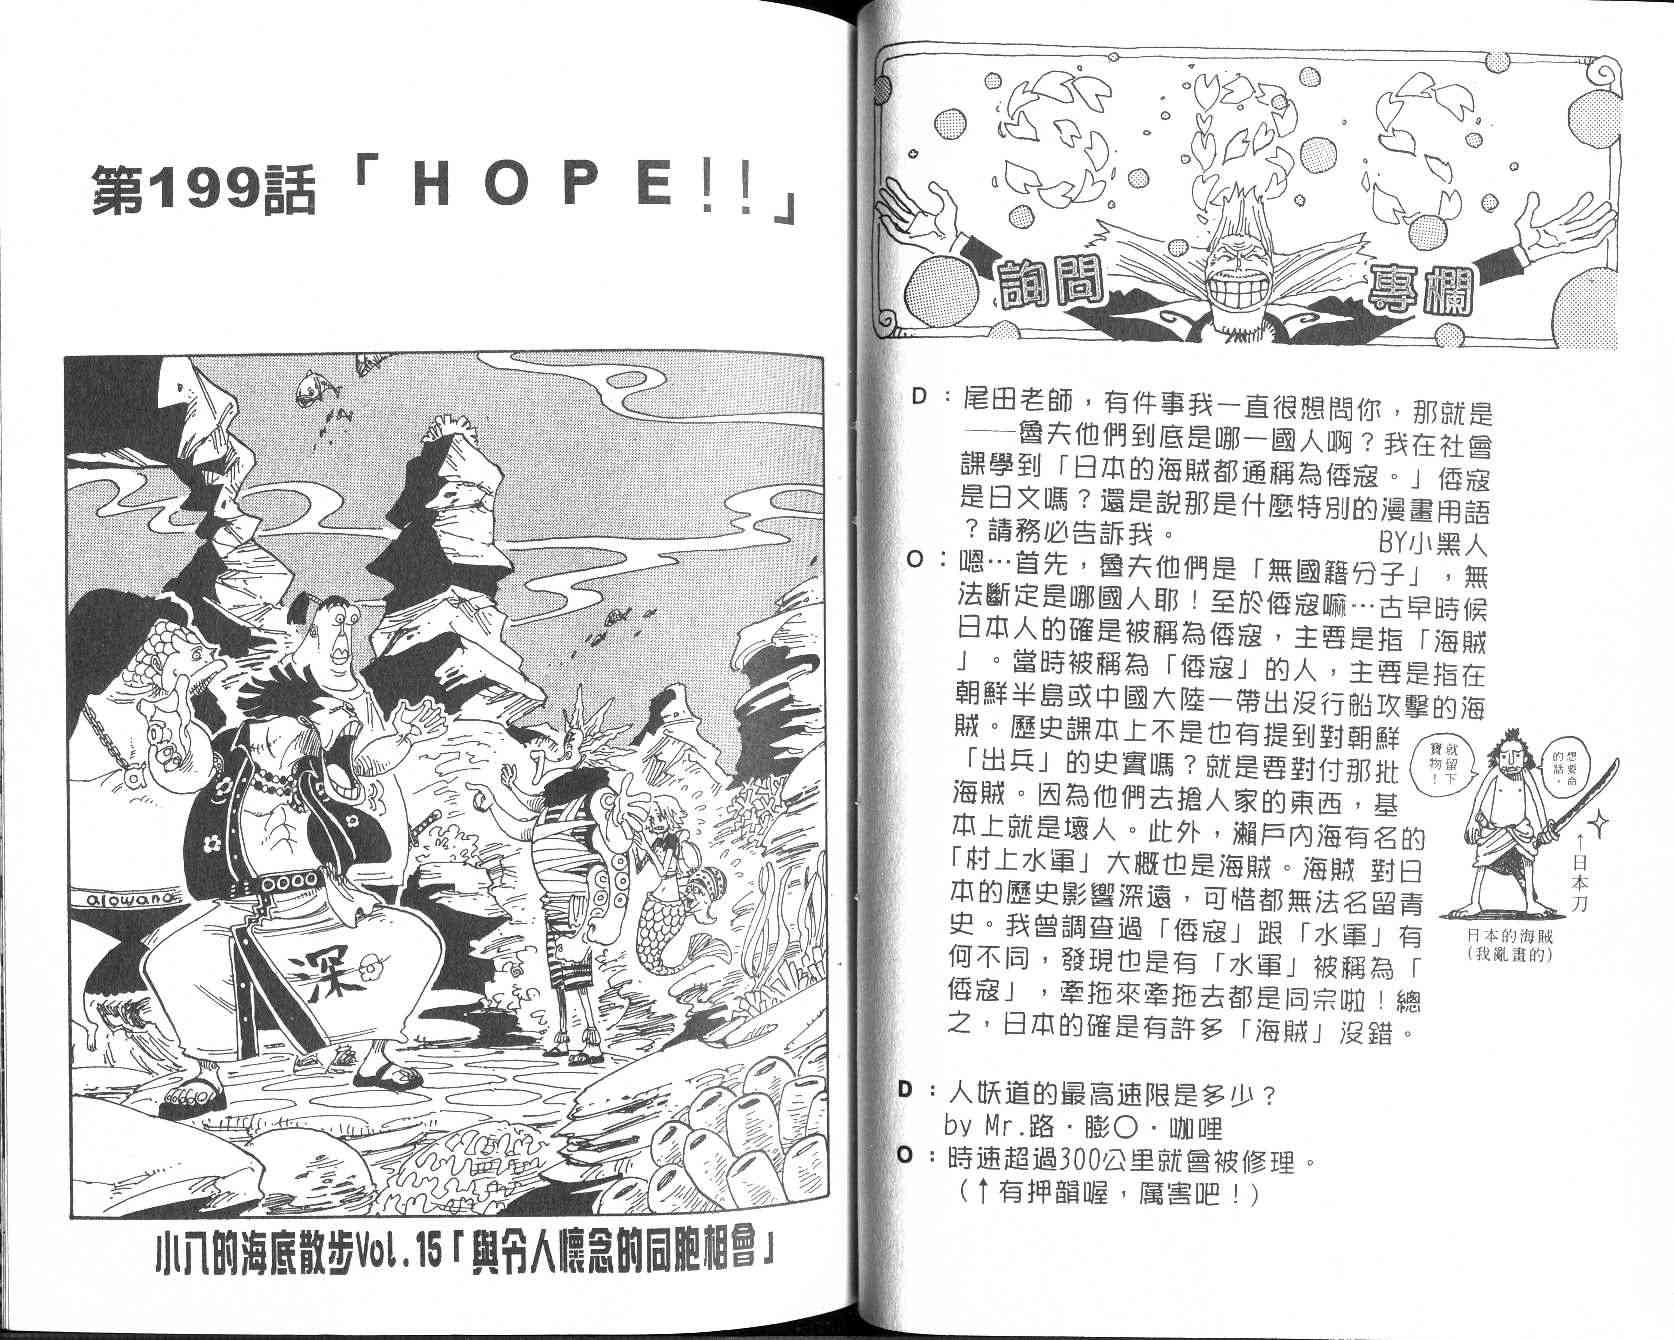 第199話「ＨＯＰＥ!!」
alowana
深
小八的海底散步Vol.15「與令人懷念的同胞相會」
SBS
詢問專欄
D：尾田老師，有件事我一直很想問你，那就是
──魯夫他們到底是哪一國人啊？我在社會
課學到「日本的海賊都通稱為倭寇。」倭寇
是日文嗎？還是說那是什麼特別的漫畫用語
？請務必告訴我。 BY小黑人
O：嗯…首先，魯夫他們是「無國籍分子」，無
法斷定是哪國人耶！至於倭寇嘛…古早時候
日本人的確是被稱為倭寇，主要是指「海賊
」。當時被稱為「倭寇」的人，主要是指在
朝鮮半島或中國大陸一帶出沒行船攻擊的海
賊。歷史課本上不是也有提到對朝鮮
「出兵」的史實嗎？就是要對付那批
海賊。因為他們去搶人家的東西，基
本上就是壞人。此外，瀨戶內海有名的
「村上水軍」大概也是海賊。海賊 對日
本的歷史影響深遠，可惜都無法名留青
史。我曾調查過「倭寇」跟「水軍」有
何不同，發現也是有「水軍」被稱為「
倭寇」，牽拖來牽拖去都是同宗啦！總
之，日本的確是有許多「海賊」沒錯。
想要命
的話。
就留下
寶物！
↑日本刀
日本的海賊
(我亂畫的)
D：人妖道的最高速限是多少？
by Mr.路．膨〇．咖哩
O：時速超過300公里就會被修理。
(↑有押韻喔，厲害吧！)